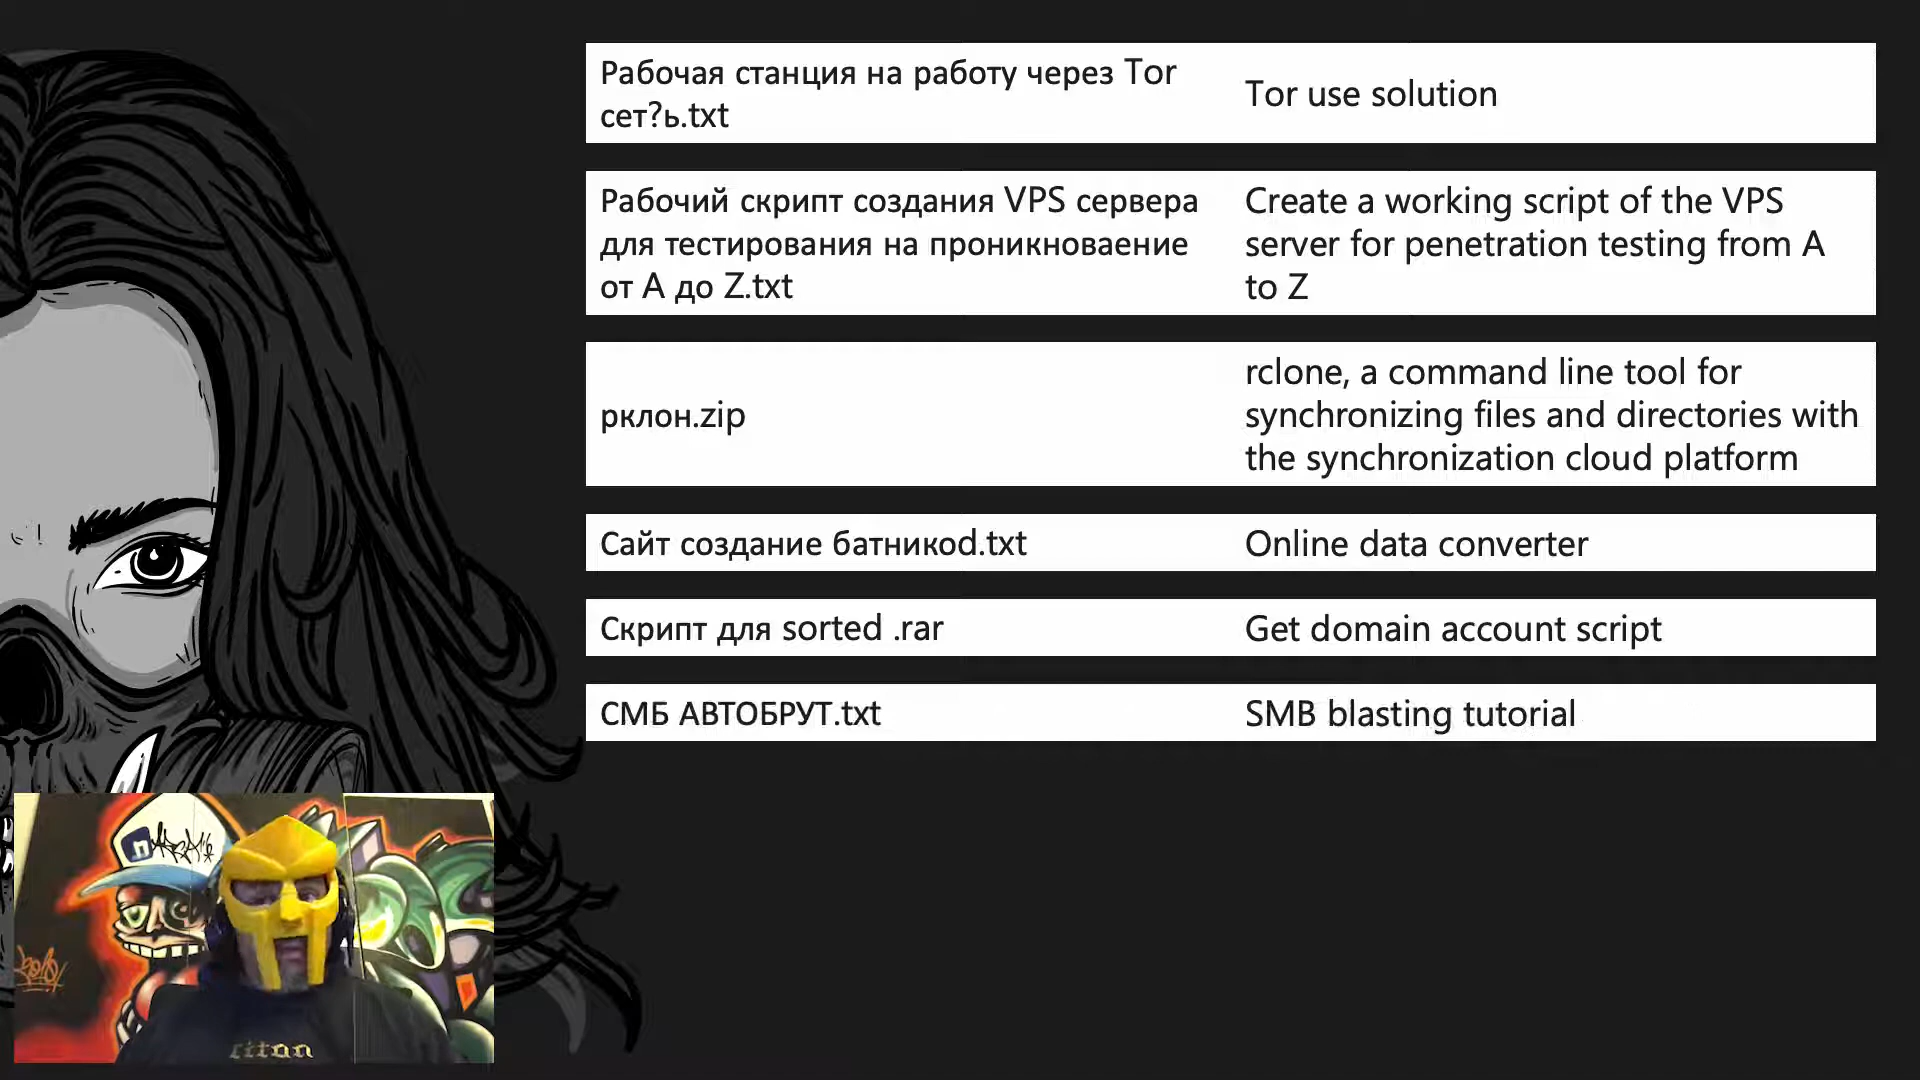 Рабочая станция на работу через Tor
сет?ь.txt
Tor use solution
Рабочий скрипт создания VPS сервера
для тестирования на проникноваение
от А до Z.txt
Create a working script of the VPS
server for penetration testing from A
to Z
рклон.zip
rclone, a command line tool for
synchronizing files and directories with
the synchronization cloud platform
Сайт создание батникоd.txt
Online data converter
Скрипт для sorted .rar
Get domain account script
СМБ АВТОБРУТ.txt
SMB blasting tutorial